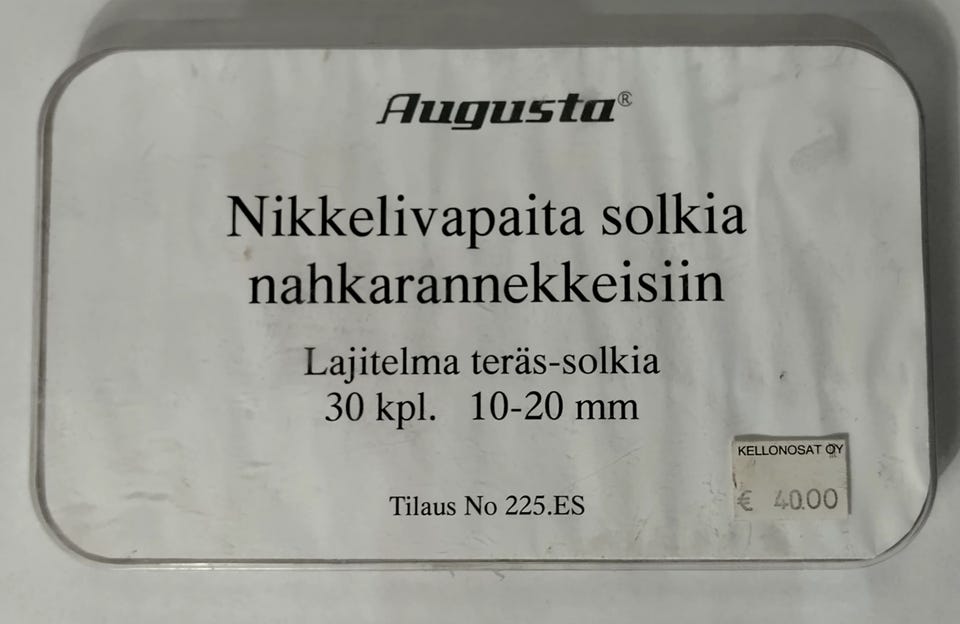 Augusta®
Nikkelivapaita solkia
nahkarannekkeisiin
Lajitelma teräs-solkia
30 kpl. 10-20 mm
KELLONOSAT OY
€ 40.00
Tilaus No 225.ES